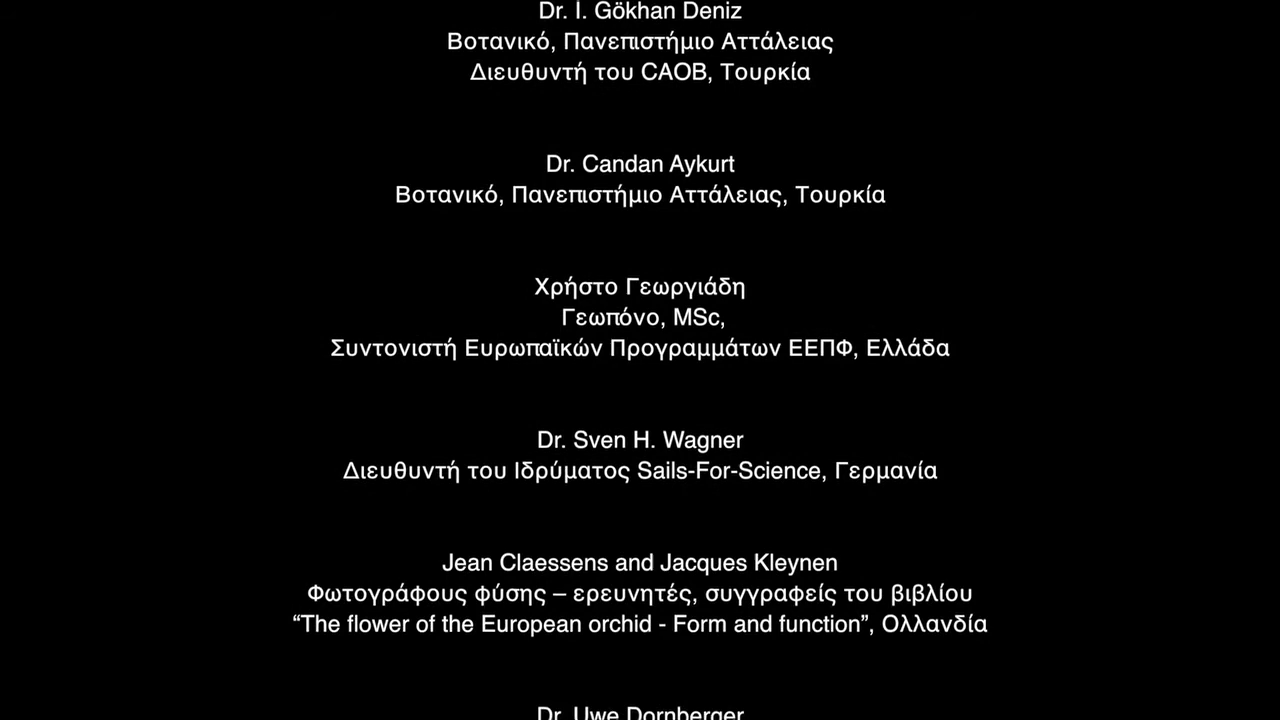 Dr. İ. Gökhan Deniz
Βοτανικό, Πανεπιστήμιο Αττάλειας
Διευθυντή του CAOB, Τουρκία
Dr. Candan Aykurt
Βοτανικό, Πανεπιστήμιο Αττάλειας, Τουρκία
Χρήστο Γεωργιάδη
Γεωπόνο, MSc,
Συντονιστή Ευρωπαϊκών Προγραμμάτων ΕΕΠΦ, Ελλάδα
Dr. Sven H. Wagner
Διευθυντή του Ιδρύματος Sails-For-Science, Γερμανία
Jean Claessens and Jacques Kleynen
Φωτογράφους φύσης – ερευνητές, συγγραφείς του βιβλίου
“The flower of the European orchid - Form and function”, Ολλανδία
Dr. Uwe Dornberger